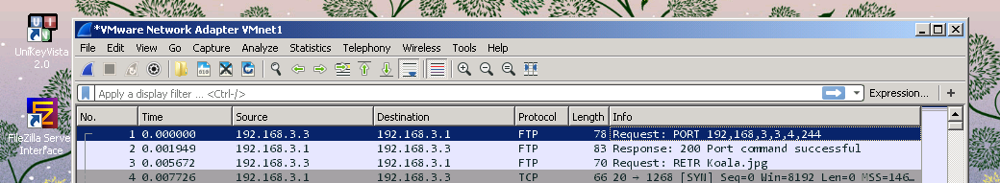 *VMware Network Adapter VMnet1
UniKeyVista
2.0
File Edit View Go Capture Analyze Statistics Telephony Wireless Tools Help
Apply a display filter ... <Ctrl-/> Expression... +
FileZilla Serve
Interface
No. Time Source Destination Protocol Length Info
1 0.000000 192.168.3.3 192.168.3.1 FTP 78 Request: PORT 192,168,3,3,4,244
2 0.001949 192.168.3.1 192.168.3.3 FTP 83 Response: 200 Port command successful
3 0.005672 192.168.3.3 192.168.3.1 FTP 70 Request: RETR Koala.jpg
4 0.007726 192.168.3.1 192.168.3.3 TCP 66 20 → 1268 [SYN] Seq=0 Win=8192 Len=0 MSS=146…